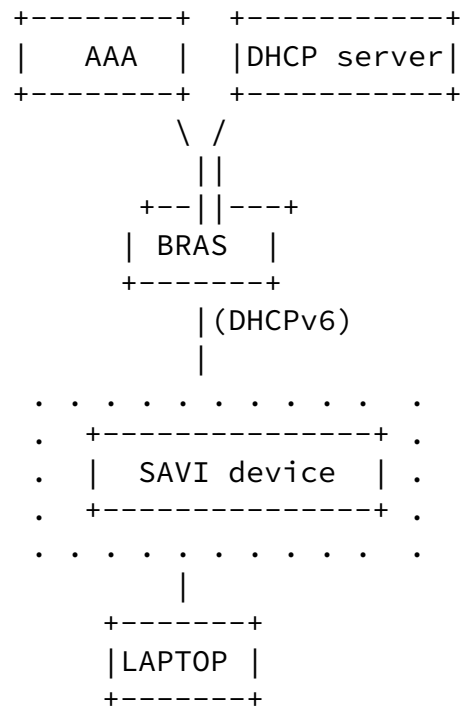 AAA DHCP server
BRAS
(DHCPv6)
SAVI device
LAPTOP